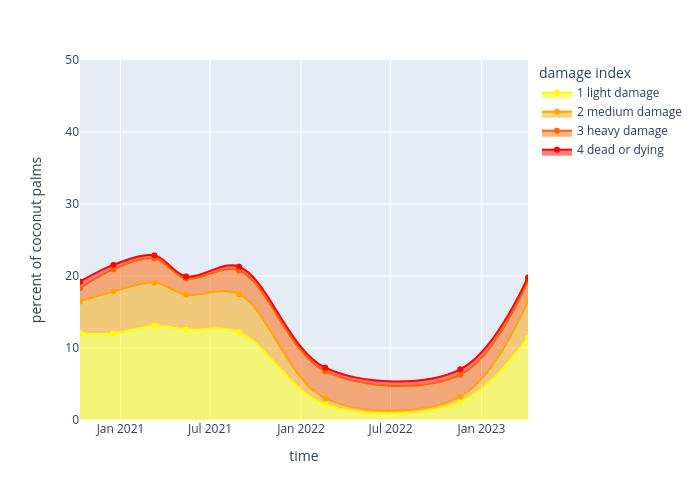 50
40
30
20
10
0
percent of coconut palms
Jan 2021
Jul 2021
Jan 2022
Jul 2022
Jan 2023
time
damage index
1 light damage
2 medium damage
3 heavy damage
4 dead or dying